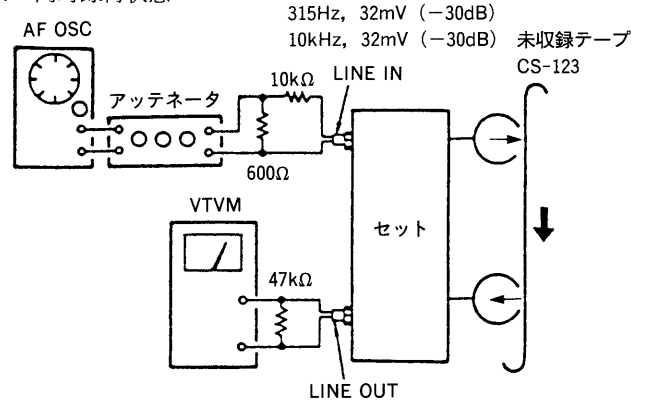 315Hz, 32mV (−30dB)
10kHz, 32mV (−30dB) 未収録テープ
CS-123
AF OSC
アッテネータ
10kΩ
LINE IN
600Ω
セット
VTVM
47kΩ
LINE OUT